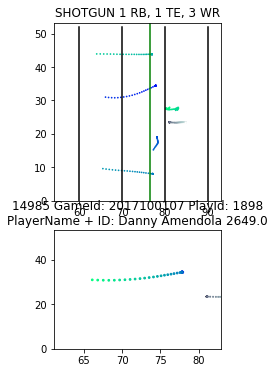 SHOTGUN 1 RB, 1 TE, 3 WR
50
40
30
20
10
0
60 70 80 90
14985 GameId: 2017100107 PlayId: 1898
PlayerName + ID: Danny Amendola 2649.0
40
20
0
65 70 75 80